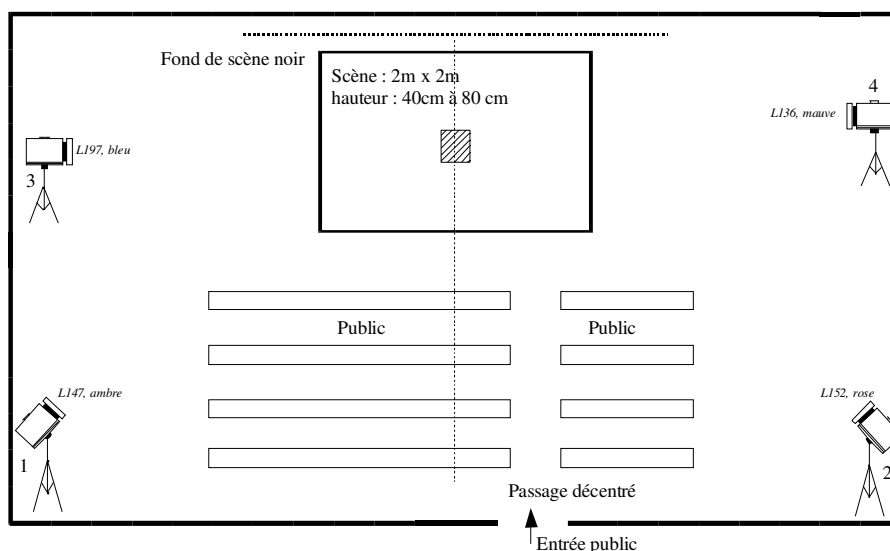 Fond de scène noir
Scène : 2m x 2m
hauteur : 40cm à 80 cm
4
L136, mauve
L197, bleu
3
Public
Public
L147, ambre
L152, rose
1
2
Passage décentré
Entrée public